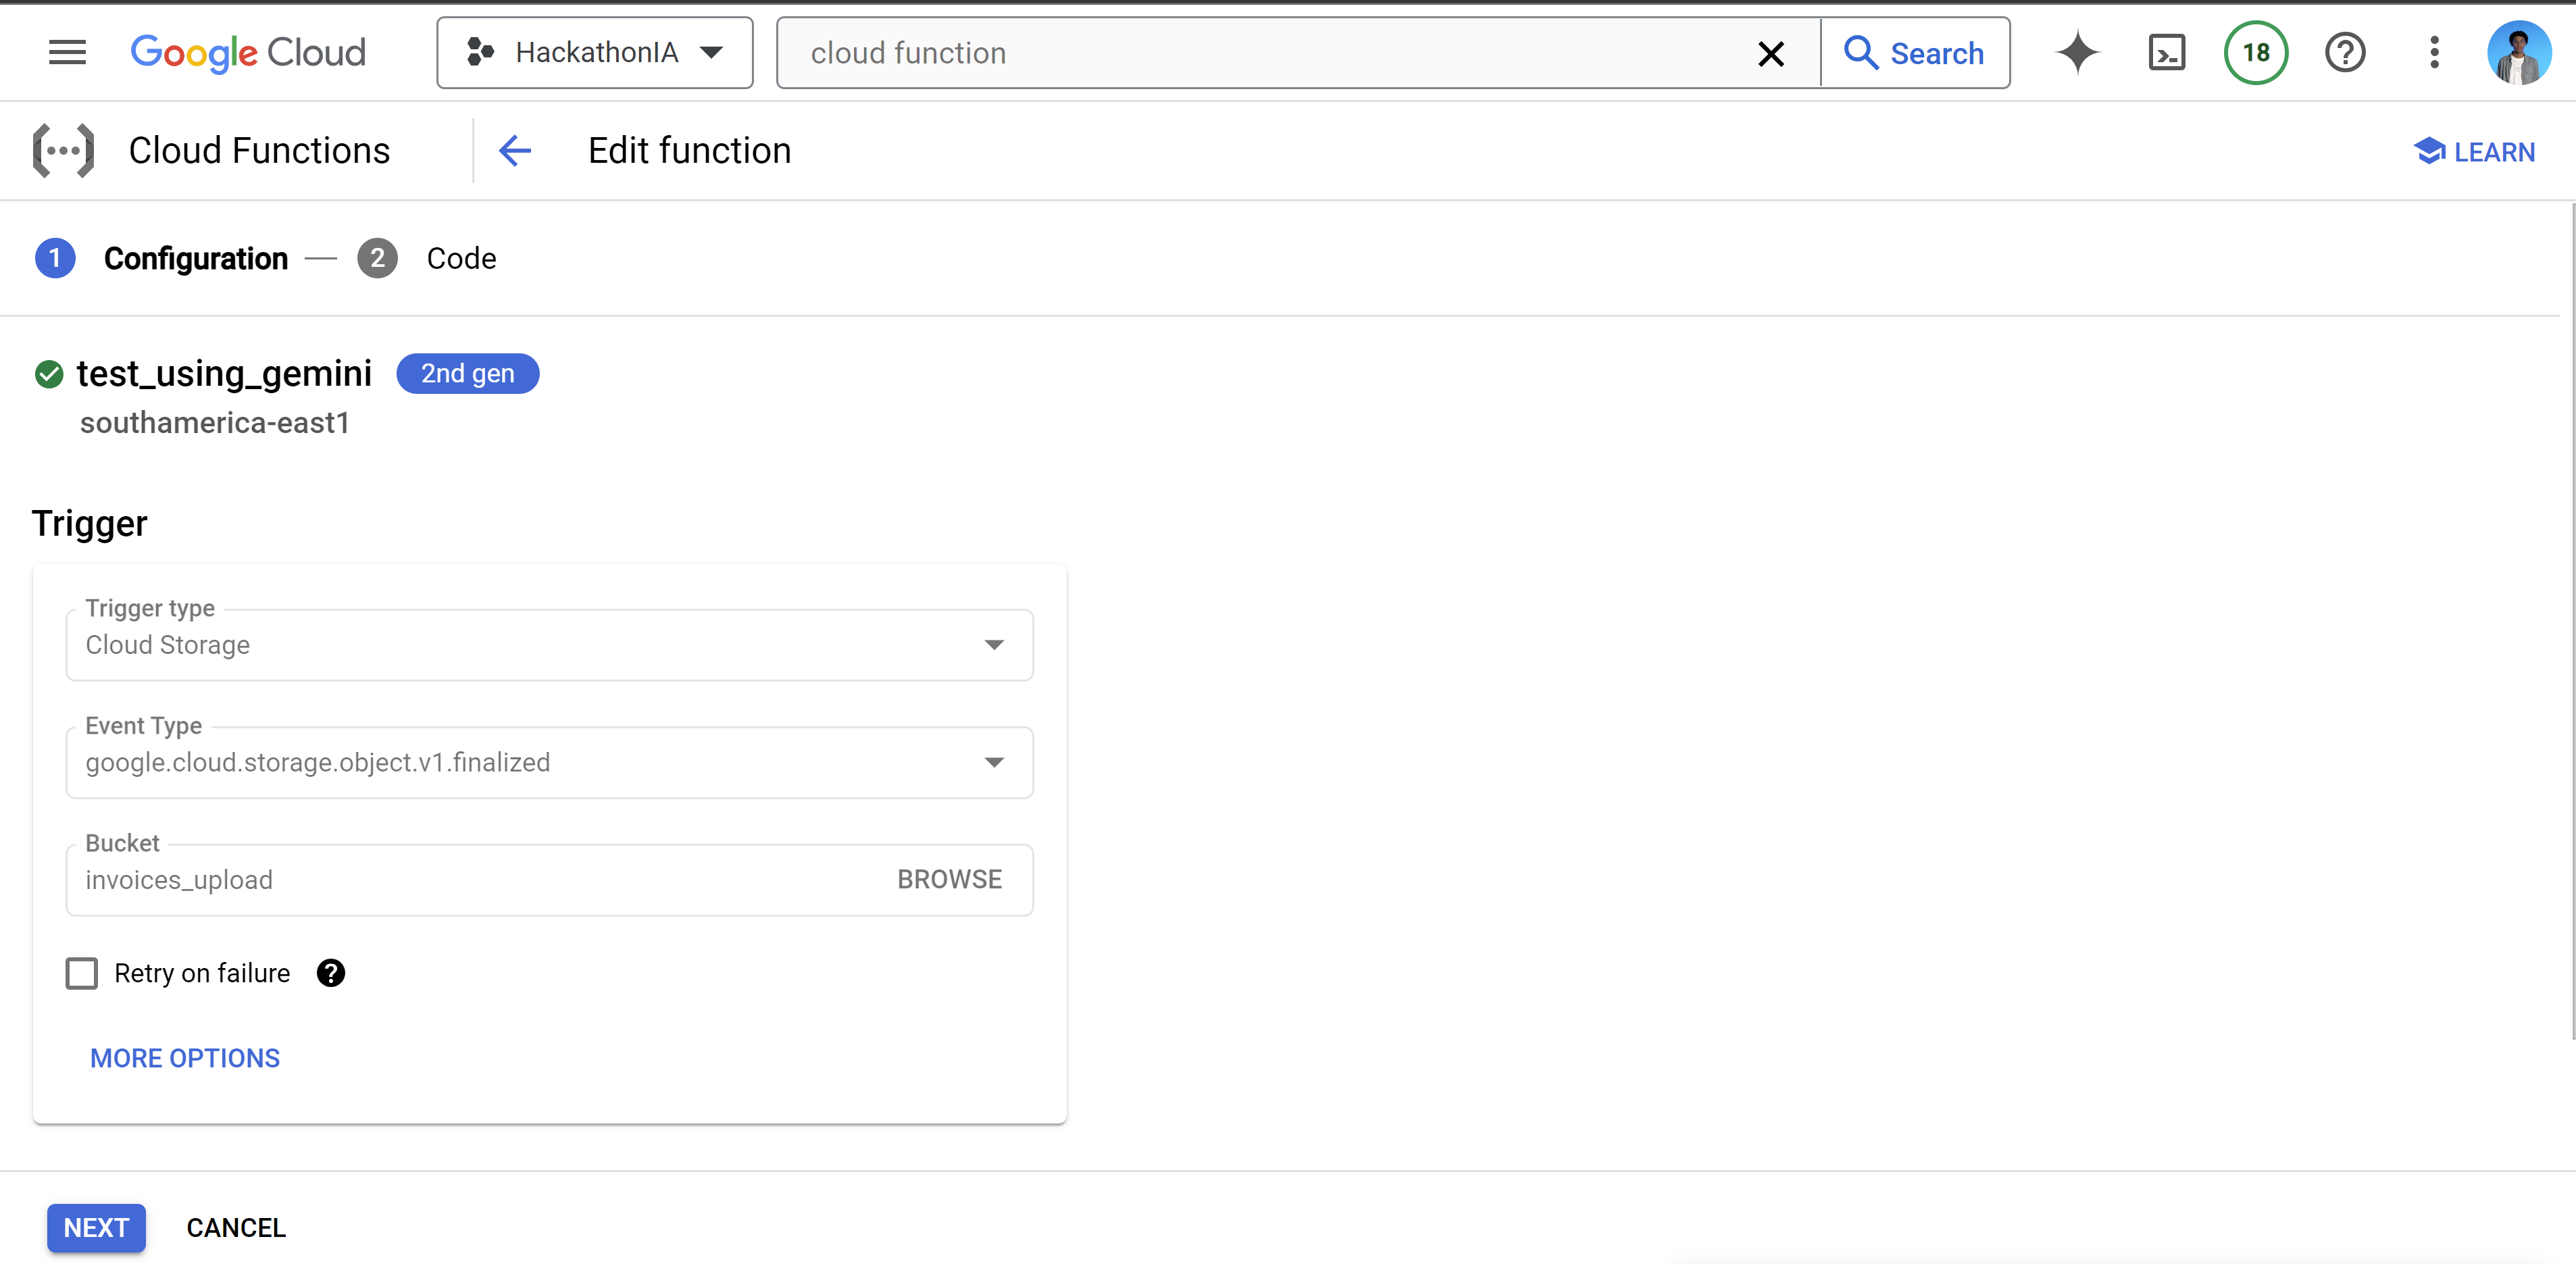 Google Cloud
HackathonIA
cloud function
Search
18
Cloud Functions
Edit function
LEARN
1 Configuration
2 Code
test_using_gemini
2nd gen
southamerica-east1
Trigger
Trigger type
Cloud Storage
Event Type
google.cloud.storage.object.v1.finalized
Bucket
invoices_upload
BROWSE
Retry on failure
MORE OPTIONS
NEXT
CANCEL